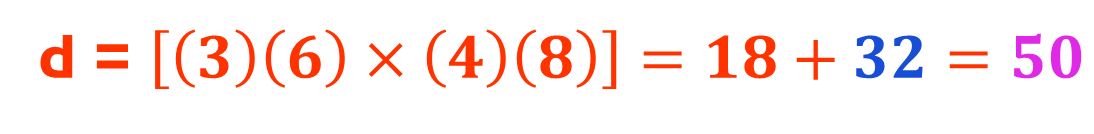 d = [(3)(6) × (4)(8)] = 18 + 32 = 50